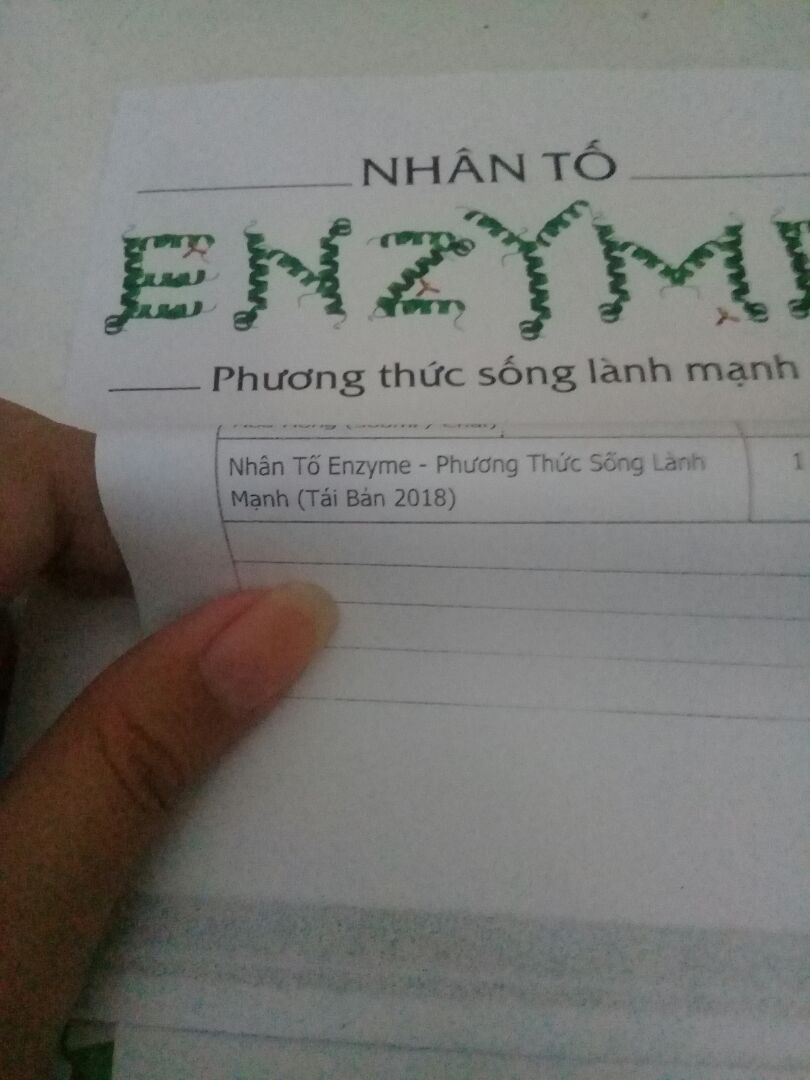 NHÂN TỐ
ENZYM
Phương thức sống lành mạnh
Nhân Tố Enzyme - Phương Thức Sống Lành
Mạnh (Tái Bản 2018)
1